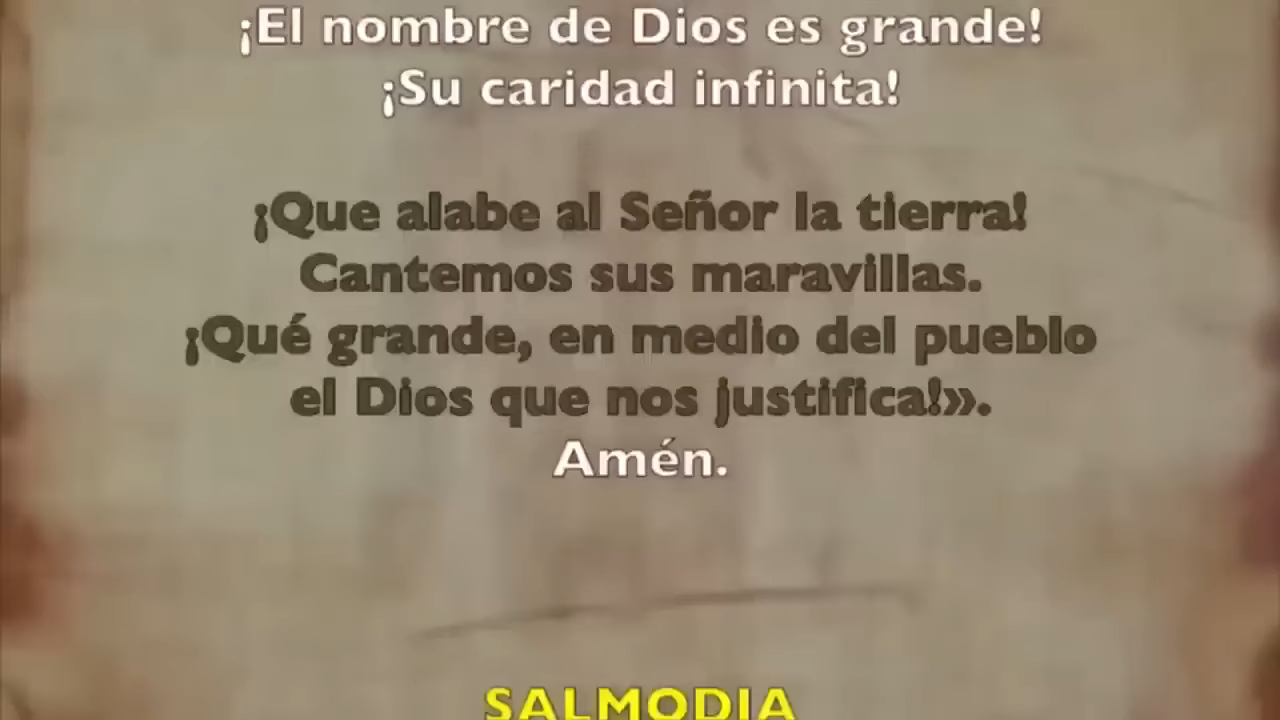 ¡El nombre de Dios es grande!
¡Su caridad infinita!
¡Que alabe al Señor la tierra!
Cantemos sus maravillas.
¡Qué grande, en medio del pueblo
el Dios que nos justifica!».
Amén.
SALMODIA